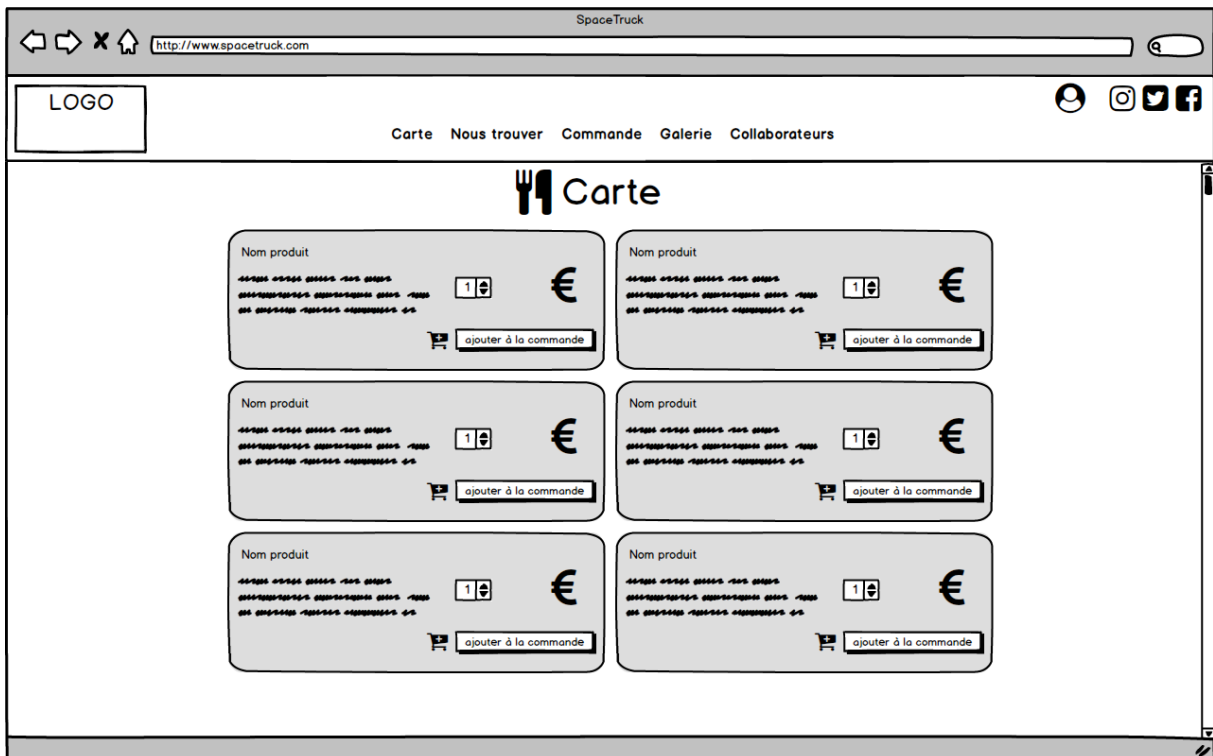 SpaceTruck
http://www.spacetruck.com
LOGO
Carte Nous trouver Commande Galerie Collaborateurs
Carte
Nom produit
1
€
ajouter à la commande
Nom produit
1
€
ajouter à la commande
Nom produit
1
€
ajouter à la commande
Nom produit
1
€
ajouter à la commande
Nom produit
1
€
ajouter à la commande
Nom produit
1
€
ajouter à la commande